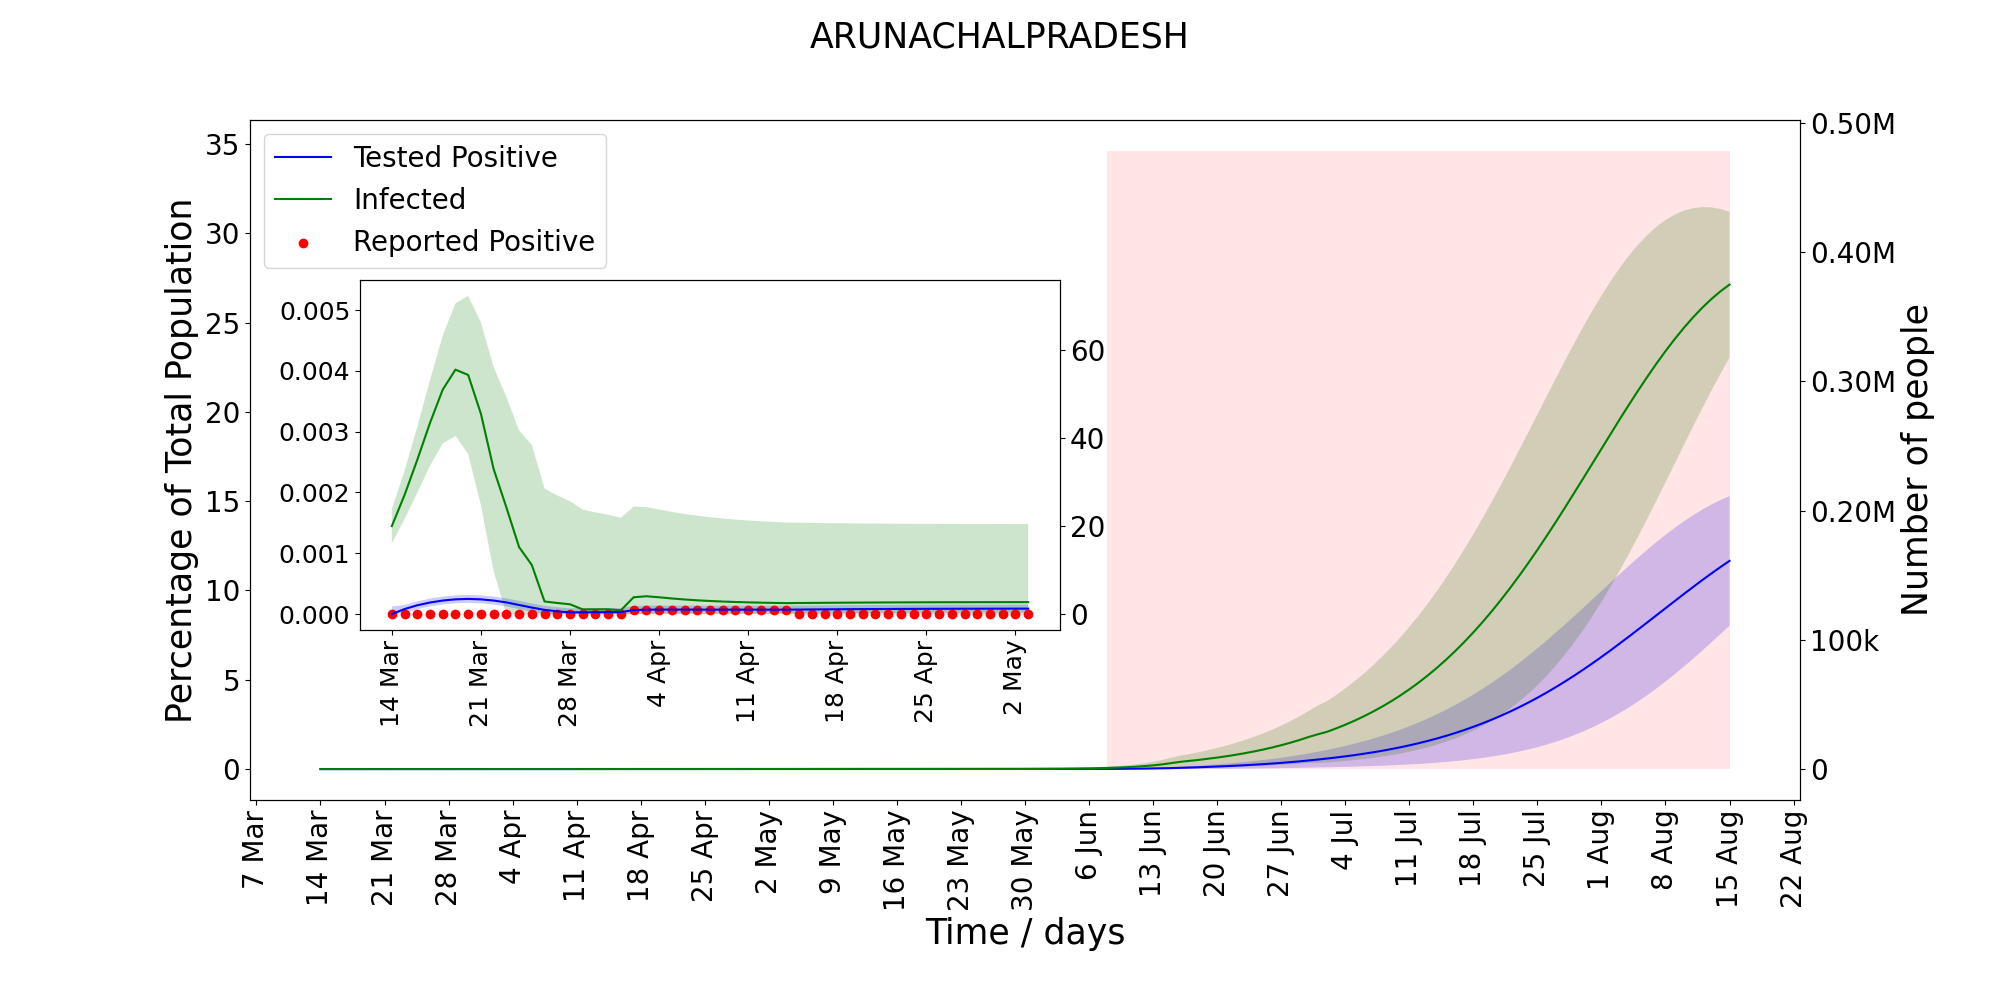 ARUNACHALPRADESH
Tested Positive
Infected
Reported Positive
Percentage of Total Population
35
30
25
20
15
10
5
0
0.50M
0.40M
0.30M
0.20M
100k
0
Number of people
0.005
0.004
0.003
0.002
0.001
0.000
60
40
20
0
14 Mar
21 Mar
28 Mar
4 Apr
11 Apr
18 Apr
25 Apr
2 May
7 Mar
14 Mar
21 Mar
28 Mar
4 Apr
11 Apr
18 Apr
25 Apr
2 May
9 May
16 May
23 May
30 May
6 Jun
13 Jun
20 Jun
27 Jun
4 Jul
11 Jul
18 Jul
25 Jul
1 Aug
8 Aug
15 Aug
22 Aug
Time / days